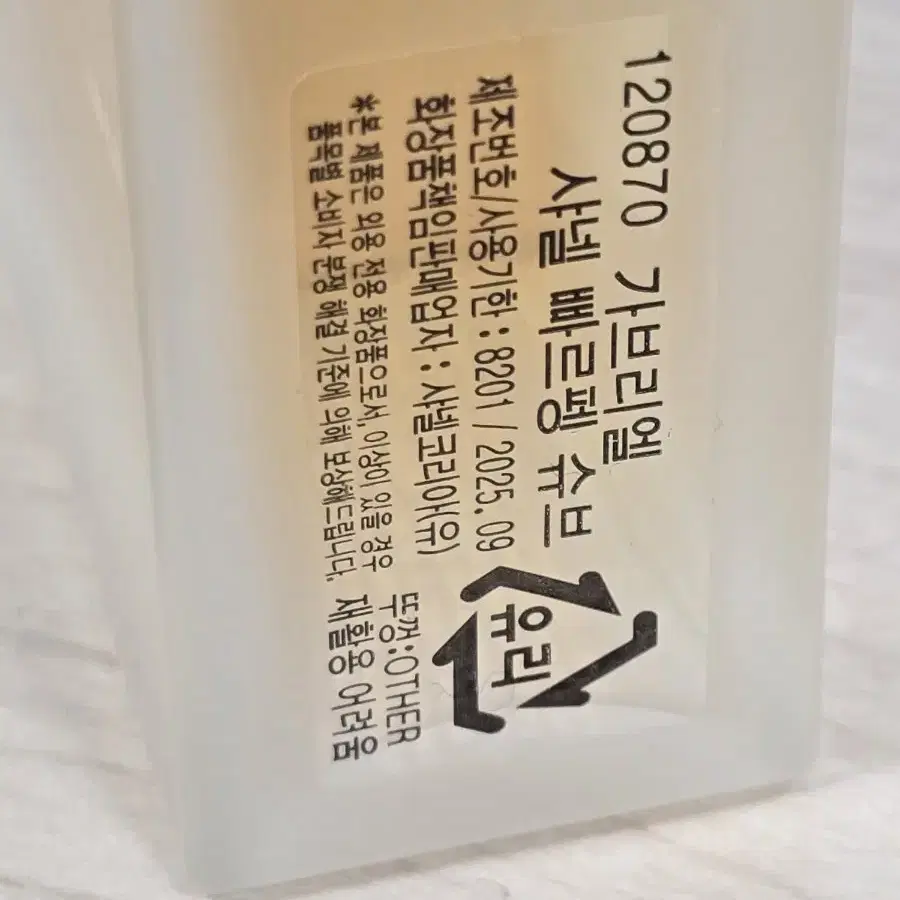 120870 가브리엘
샤넬 빠르펭 슈브
제조번호/사용기한 : 8201 / 2025. 09
화장품책임판매업자 : 샤넬코리아(유)
*본 제품은 외용 전용 화장품으로서, 이상이 있을 경우
품목별 소비자 분쟁 해결 기준에 의해 보상해드립니다.
유리
뚜껑:OTHER
재활용 어려움